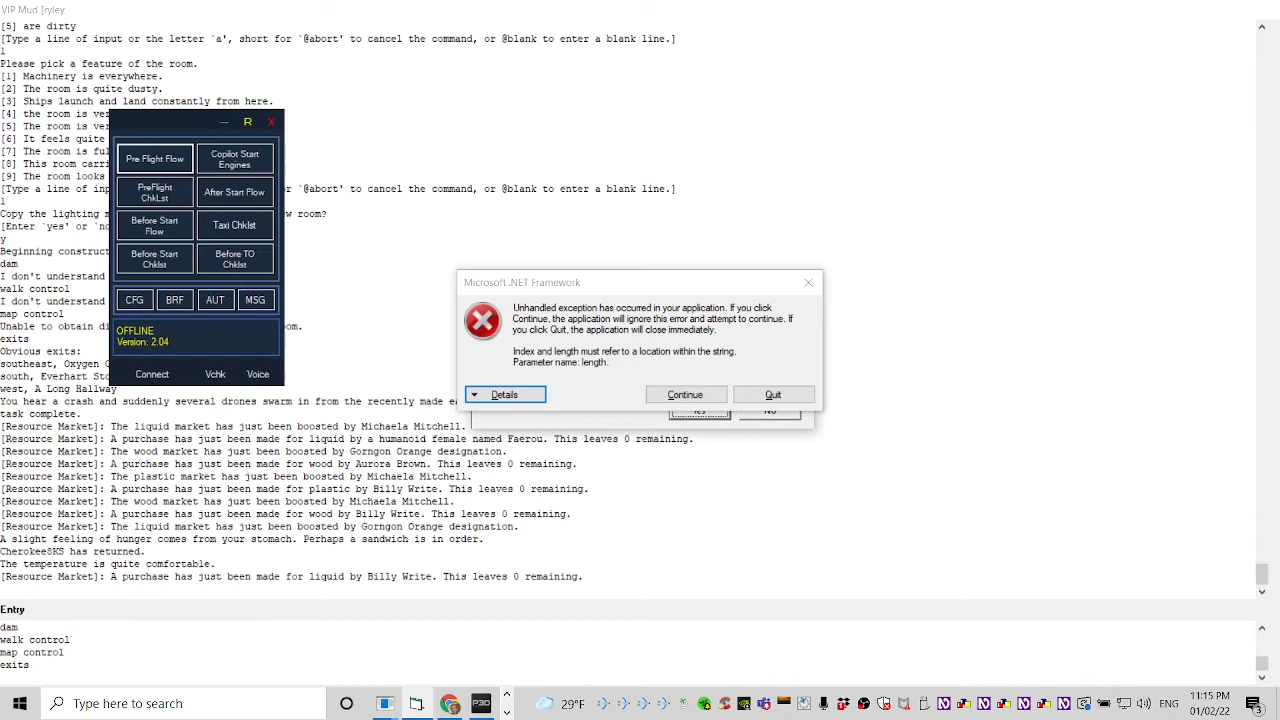 VIP Mud [ryley
[5] are dirty
[Type a line of input or the letter `a', short for `@abort' to cancel the command, or @blank to enter a blank line.]
1
Please pick a feature of the room.
[1] Machinery is everywhere.
[2] The room is quite dusty.
[3] Ships launch and land constantly from here.
[4] the room is ver
[5] The room is ver
[6] It feels quite
[7] The room is ful
[8] This room carri
[9] The room looks
[Type a line of inp
r `@abort' to cancel the command, or @blank to enter a blank line.]
1
Copy the lighting m
w room?
[Enter `yes' or `no
y
Beginning construct
dam
I don't understand
walk control
I don't understand
map control
Unable to obtain di
om.
exits
Obvious exits:
southeast, Oxygen C
south, Everhart Sto
west, A Long Hallway
You hear a crash and suddenly several drones swarm in from the recently made ea
task complete.
[Resource Market]: The liquid market has just been boosted by Michaela Mitchell.
[Resource Market]: A purchase has just been made for liquid by a humanoid female named Faerou. This leaves 0 remaining.
[Resource Market]: The wood market has just been boosted by Gorngon Orange designation.
[Resource Market]: A purchase has just been made for wood by Aurora Brown. This leaves 0 remaining.
[Resource Market]: The plastic market has just been boosted by Michaela Mitchell.
[Resource Market]: A purchase has just been made for plastic by Billy Write. This leaves 0 remaining.
[Resource Market]: The wood market has just been boosted by Michaela Mitchell.
[Resource Market]: A purchase has just been made for wood by Billy Write. This leaves 0 remaining.
[Resource Market]: The liquid market has just been boosted by Gorngon Orange designation.
A slight feeling of hunger comes from your stomach. Perhaps a sandwich is in order.
Cherokee8KS has returned.
The temperature is quite comfortable.
[Resource Market]: A purchase has just been made for liquid by Billy Write. This leaves 0 remaining.
R X
Pre Flight Flow
Copilot Start
Engines
PreFlight
ChkLst
After Start Flow
Before Start
Flow
Taxi Chklst
Before Start
Chklst
Before TO
Chklst
CFG BRF AUT MSG
OFFLINE
Version: 2.04
Connect Vchk Voice
Microsoft .NET Framework
Unhandled exception has occurred in your application. If you click
Continue, the application will ignore this error and attempt to continue. If
you click Quit, the application will close immediately.
Index and length must refer to a location within the string.
Parameter name: length.
Details Continue Quit
Yes No
Entry
dam
walk control
map control
exits
Type here to search
P3D
29°F
ENG
11:15 PM
01/02/22
3